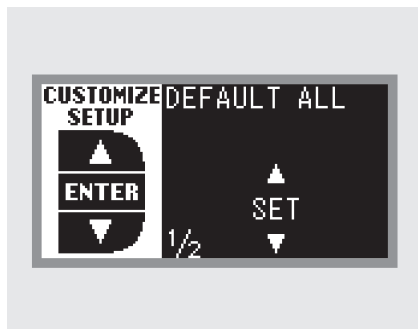 CUSTOMIZE
SETUP
ENTER
DEFAULT ALL
SET
1/2